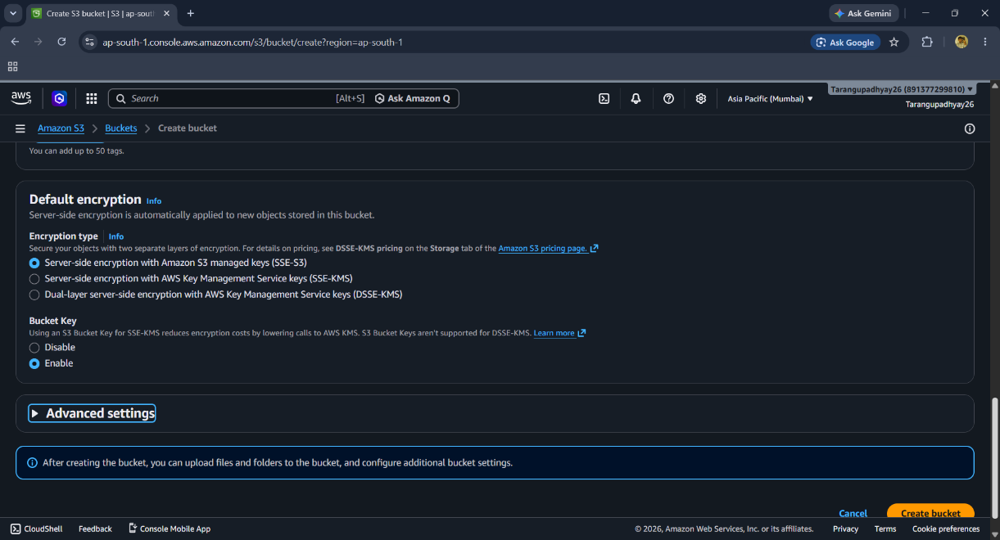 Create S3 bucket | S3 | ap-sout
Ask Gemini
ap-south-1.console.aws.amazon.com/s3/bucket/create?region=ap-south-1
Ask Google
aws
Search
[Alt+S]
Ask Amazon Q
Asia Pacific (Mumbai)
Tarangupadhyay26 (891377299810)
Tarangupadhyay26
Amazon S3 > Buckets > Create bucket
You can add up to 50 tags.
Default encryption Info
Server-side encryption is automatically applied to new objects stored in this bucket.
Encryption type | Info
Secure your objects with two separate layers of encryption. For details on pricing, see DSSE-KMS pricing on the Storage tab of the Amazon S3 pricing page.
Server-side encryption with Amazon S3 managed keys (SSE-S3)
Server-side encryption with AWS Key Management Service keys (SSE-KMS)
Dual-layer server-side encryption with AWS Key Management Service keys (DSSE-KMS)
Bucket Key
Using an S3 Bucket Key for SSE-KMS reduces encryption costs by lowering calls to AWS KMS. S3 Bucket Keys aren't supported for DSSE-KMS. Learn more
Disable
Enable
Advanced settings
After creating the bucket, you can upload files and folders to the bucket, and configure additional bucket settings.
Cancel
Create bucket
CloudShell
Feedback
Console Mobile App
© 2026, Amazon Web Services, Inc. or its affiliates.
Privacy
Terms
Cookie preferences